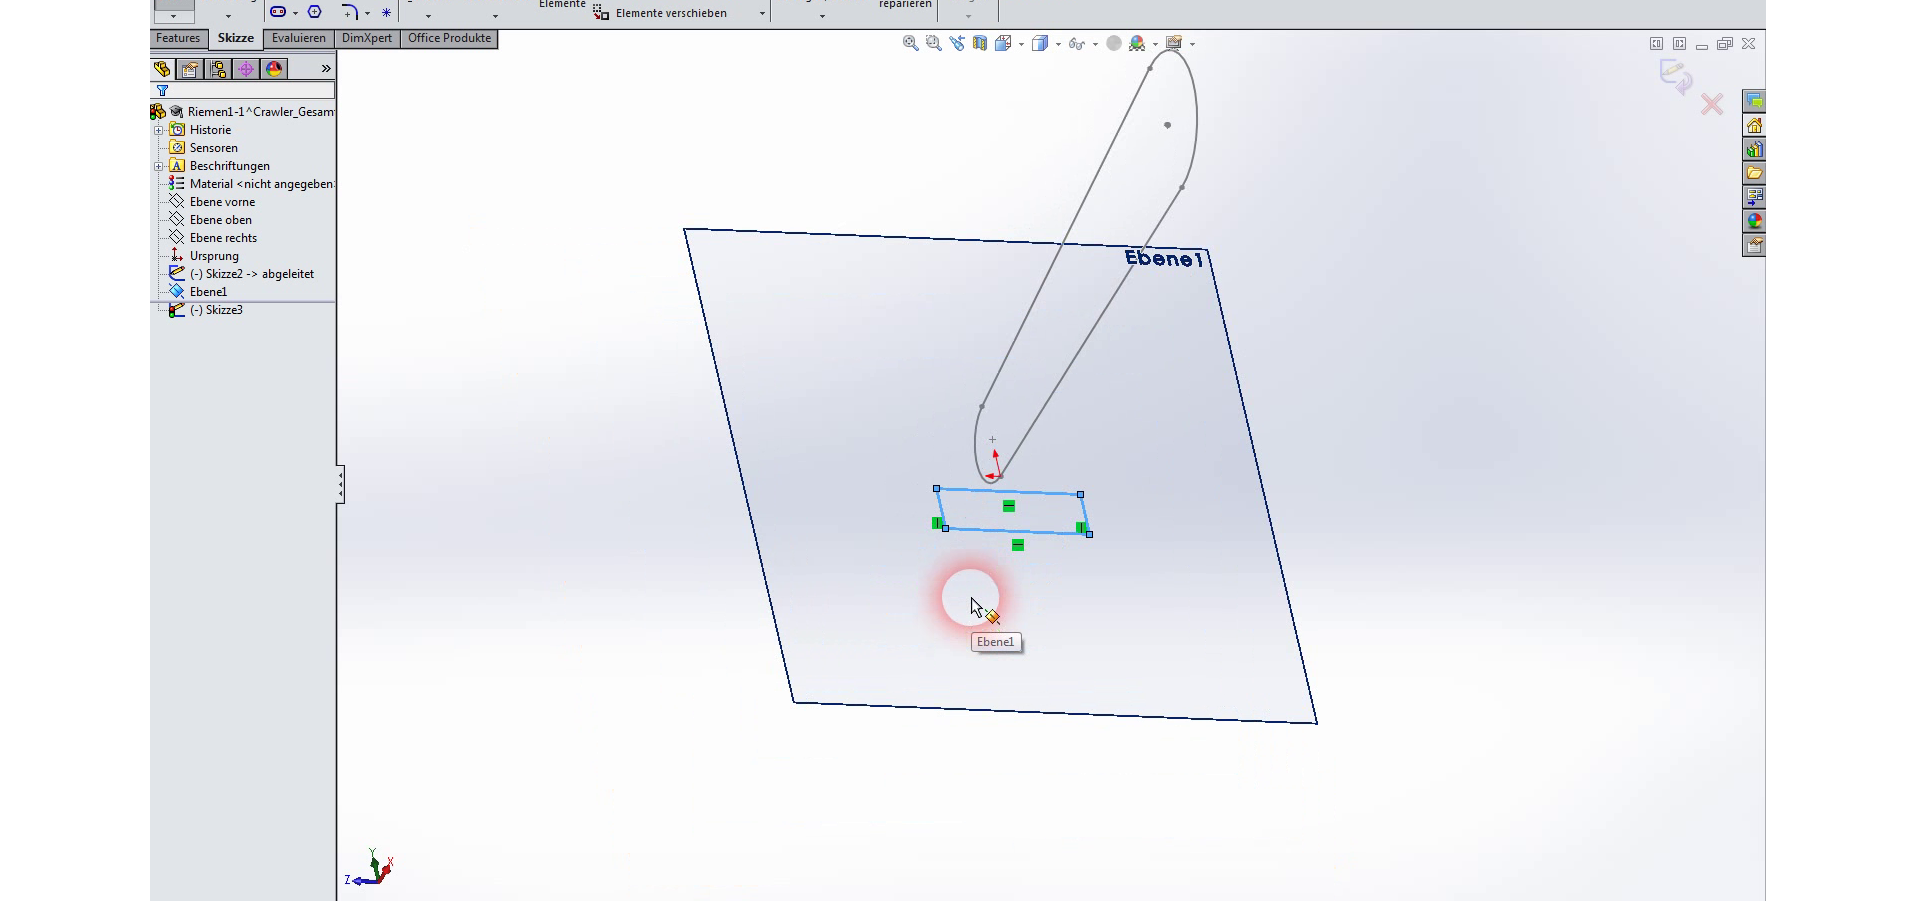 Elemente
reparieren
Elemente verschieben
Features
Skizze
Evaluieren
DimXpert
Office Produkte
Riemen1-1^Crawler_Gesam
Historie
Sensoren
A
Beschriftungen
Material <nicht angegeben>
Ebene vorne
Ebene oben
Ebene rechts
Ursprung
(-) Skizze2 -> abgeleitet
Ebene1
(-) Skizze3
Ebene1
Ebene1
Y
X
Z